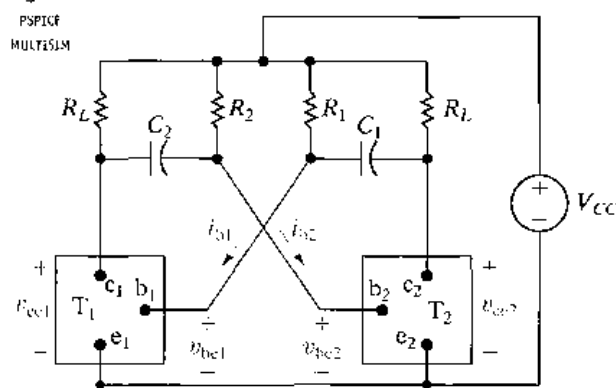 PSPICE
MULTISIM
R_L
C_2
R_2
R_1
C_1
R_L
+
−
V_CC
i_b1
i_b2
+
v_ce1
−
c_1
T_1
b_1
e_1
+
v_be1
−
+
v_be2
−
b_2
c_2
T_2
e_2
+
v_ce2
−